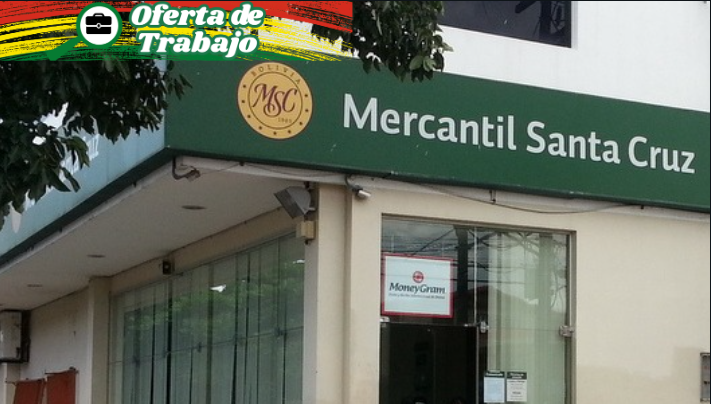 Oferta de
Trabajo
BOLIVIA
MSC
Mercantil Santa Cruz
MoneyGram